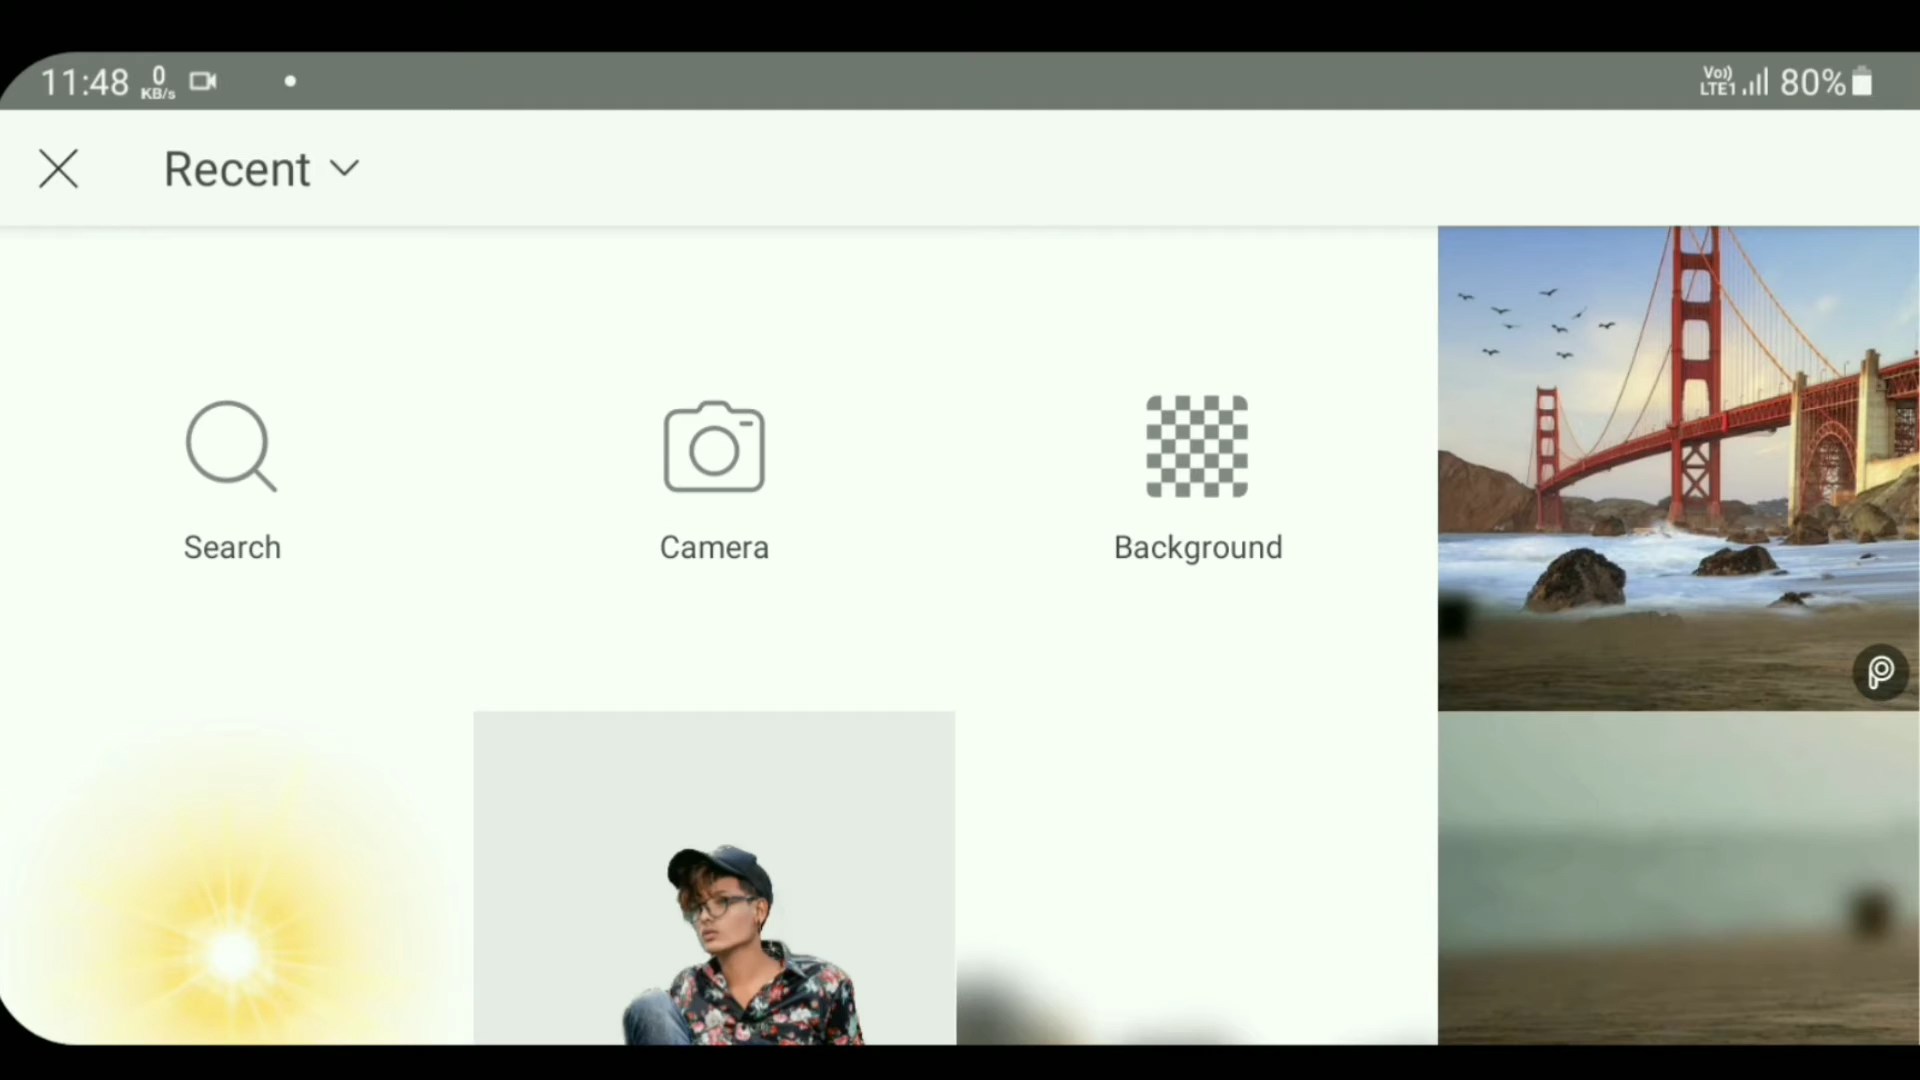 11:48 0 KB/s Vo)) LTE1 80%
Recent
Search Camera Background